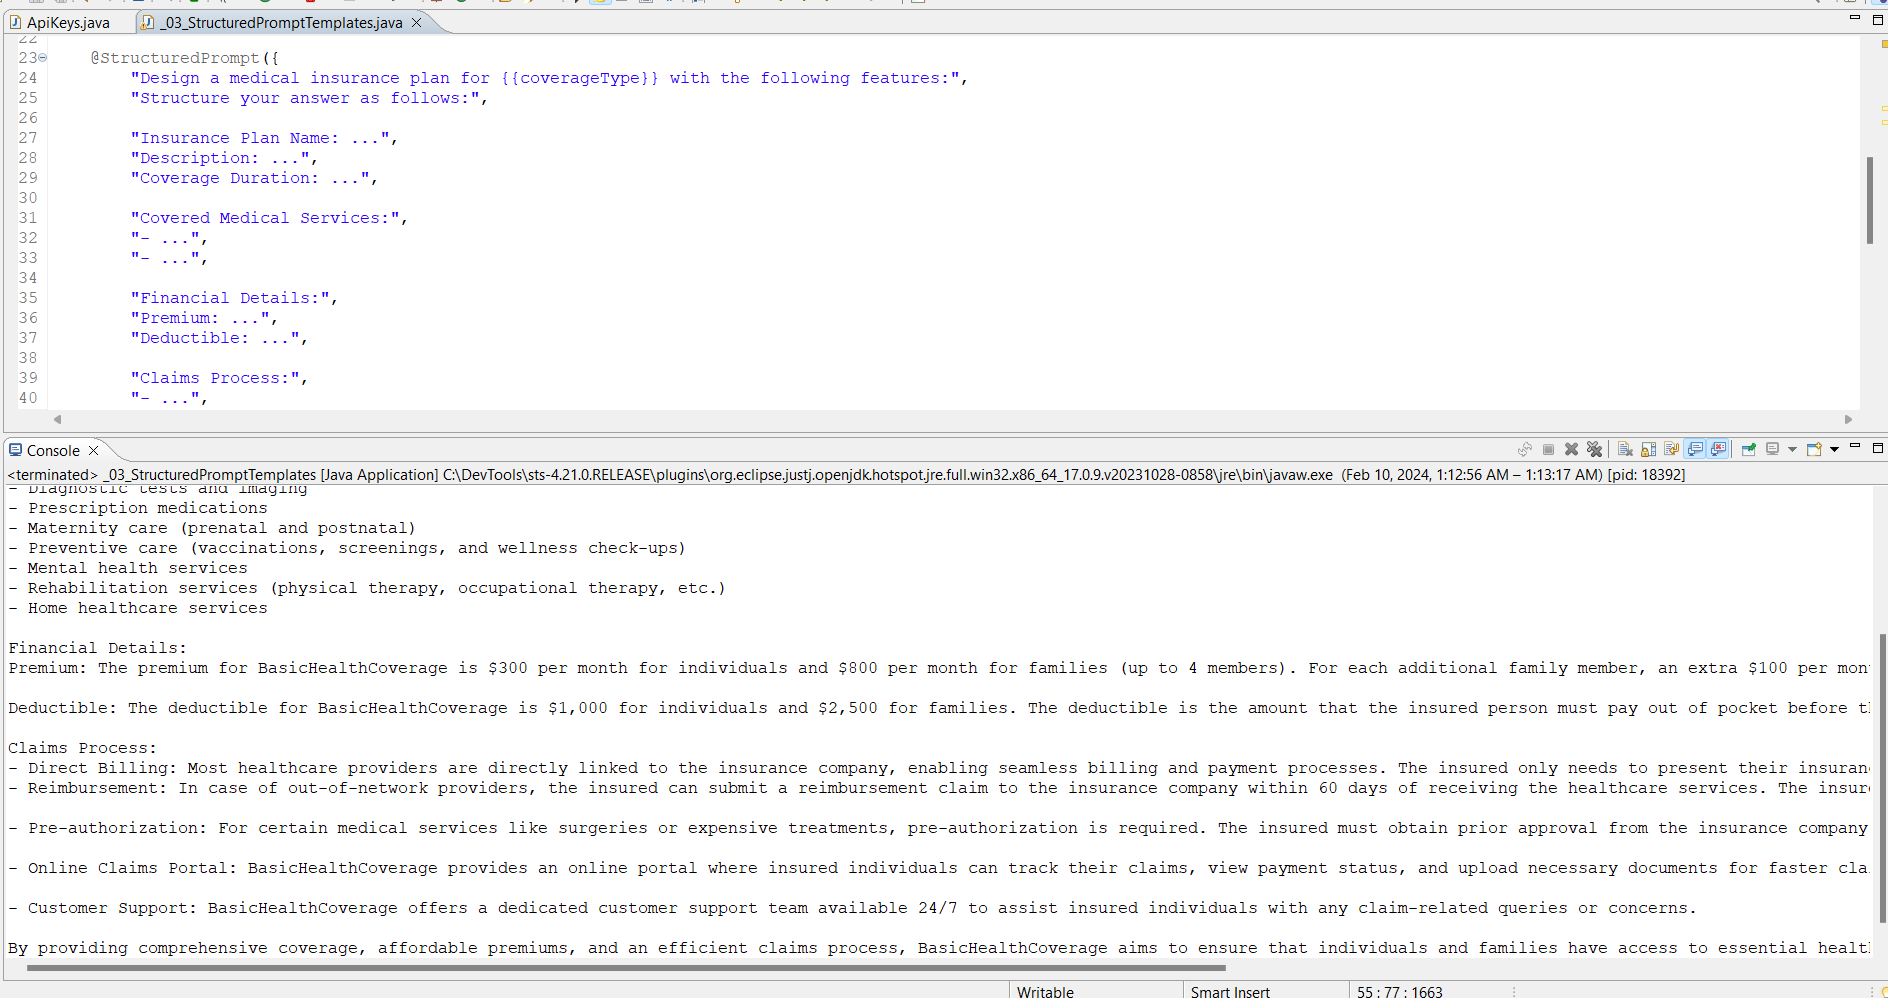 ApiKeys.java
_03_StructuredPromptTemplates.java
22
23 @StructuredPrompt({
24 "Design a medical insurance plan for {{coverageType}} with the following features:",
25 "Structure your answer as follows:",
26
27 "Insurance Plan Name: ...",
28 "Description: ...",
29 "Coverage Duration: ...",
30
31 "Covered Medical Services:",
32 "- ...",
33 "- ...",
34
35 "Financial Details:",
36 "Premium: ...",
37 "Deductible: ...",
38
39 "Claims Process:",
40 "- ...",
Console
<terminated> _03_StructuredPromptTemplates [Java Application] C:\DevTools\sts-4.21.0.RELEASE\plugins\org.eclipse.justj.openjdk.hotspot.jre.full.win32.x86_64_17.0.9.v20231028-0858\jre\bin\javaw.exe (Feb 10, 2024, 1:12:56 AM – 1:13:17 AM) [pid: 18392]
- Diagnostic tests and imaging
- Prescription medications
- Maternity care (prenatal and postnatal)
- Preventive care (vaccinations, screenings, and wellness check-ups)
- Mental health services
- Rehabilitation services (physical therapy, occupational therapy, etc.)
- Home healthcare services
Financial Details:
Premium: The premium for BasicHealthCoverage is $300 per month for individuals and $800 per month for families (up to 4 members). For each additional family member, an extra $100 per mon
Deductible: The deductible for BasicHealthCoverage is $1,000 for individuals and $2,500 for families. The deductible is the amount that the insured person must pay out of pocket before t
Claims Process:
- Direct Billing: Most healthcare providers are directly linked to the insurance company, enabling seamless billing and payment processes. The insured only needs to present their insuran
- Reimbursement: In case of out-of-network providers, the insured can submit a reimbursement claim to the insurance company within 60 days of receiving the healthcare services. The insur
- Pre-authorization: For certain medical services like surgeries or expensive treatments, pre-authorization is required. The insured must obtain prior approval from the insurance company
- Online Claims Portal: BasicHealthCoverage provides an online portal where insured individuals can track their claims, view payment status, and upload necessary documents for faster cla
- Customer Support: BasicHealthCoverage offers a dedicated customer support team available 24/7 to assist insured individuals with any claim-related queries or concerns.
By providing comprehensive coverage, affordable premiums, and an efficient claims process, BasicHealthCoverage aims to ensure that individuals and families have access to essential healt
Writable
Smart Insert
55 : 77 : 1663